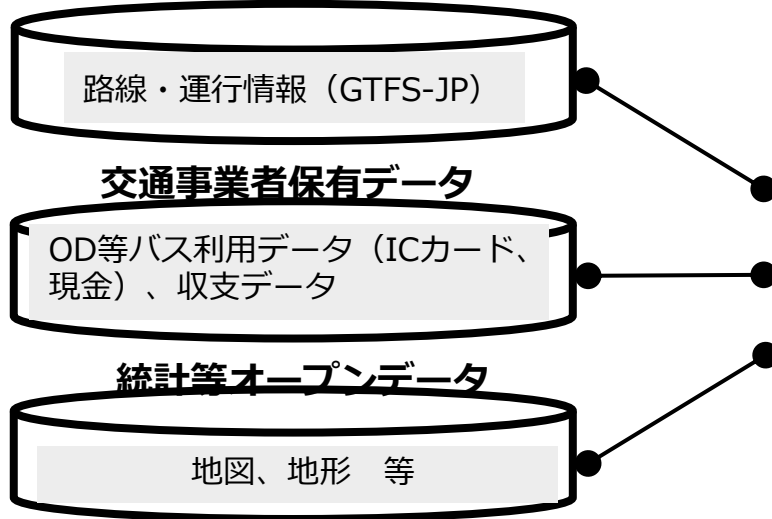 路線・運行情報（GTFS-JP）
交通事業者保有データ
OD等バス利用データ（ICカード、
現金）、収支データ
統計等オープンデータ
地図、地形　等